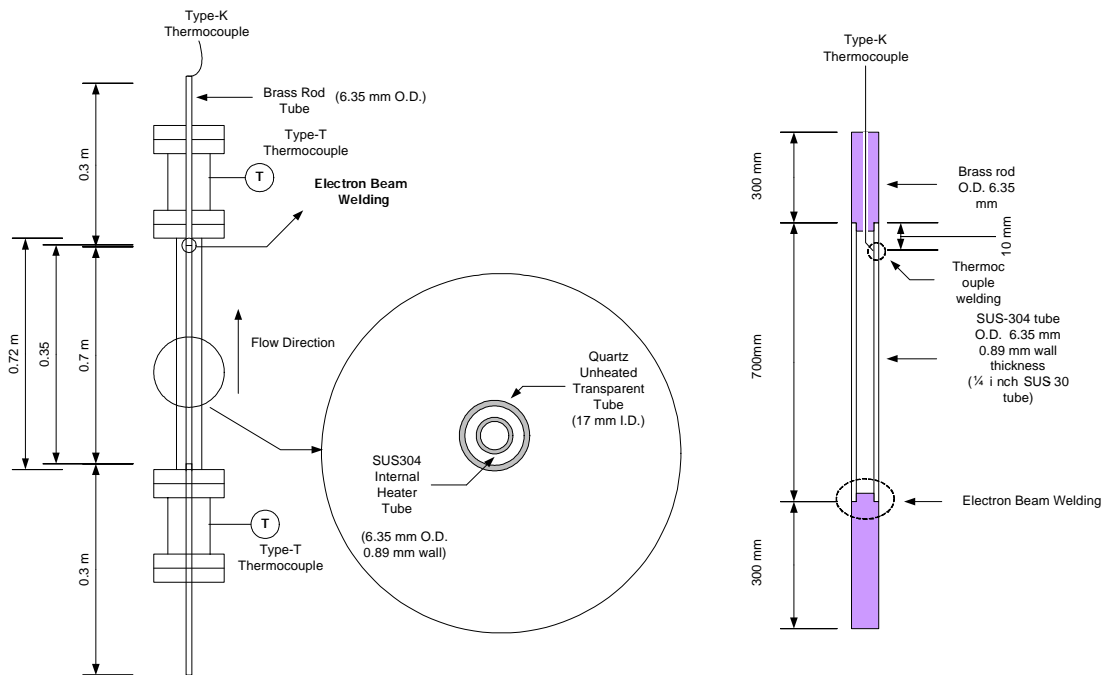 Type-K
Thermocouple
Brass Rod
Tube
(6.35 mm O.D.)
Type-T
Thermocouple
T
Electron Beam
Welding
0.3 m
0.72 m
0.35
0.7 m
Flow Direction
Quartz
Unheated
Transparent
Tube
(17 mm I.D.)
SUS304
Internal
Heater
Tube
(6.35 mm O.D.
0.89 mm wall)
T
Type-T
Thermocouple
0.3 m
Type-K
Thermocouple
300 mm
Brass rod
O.D. 6.35
mm
10 mm
Thermoc
ouple
welding
SUS-304 tube
O.D. 6.35 mm
0.89 mm wall
thickness
(¼ i nch SUS 30
tube)
700mm
Electron Beam Welding
300 mm